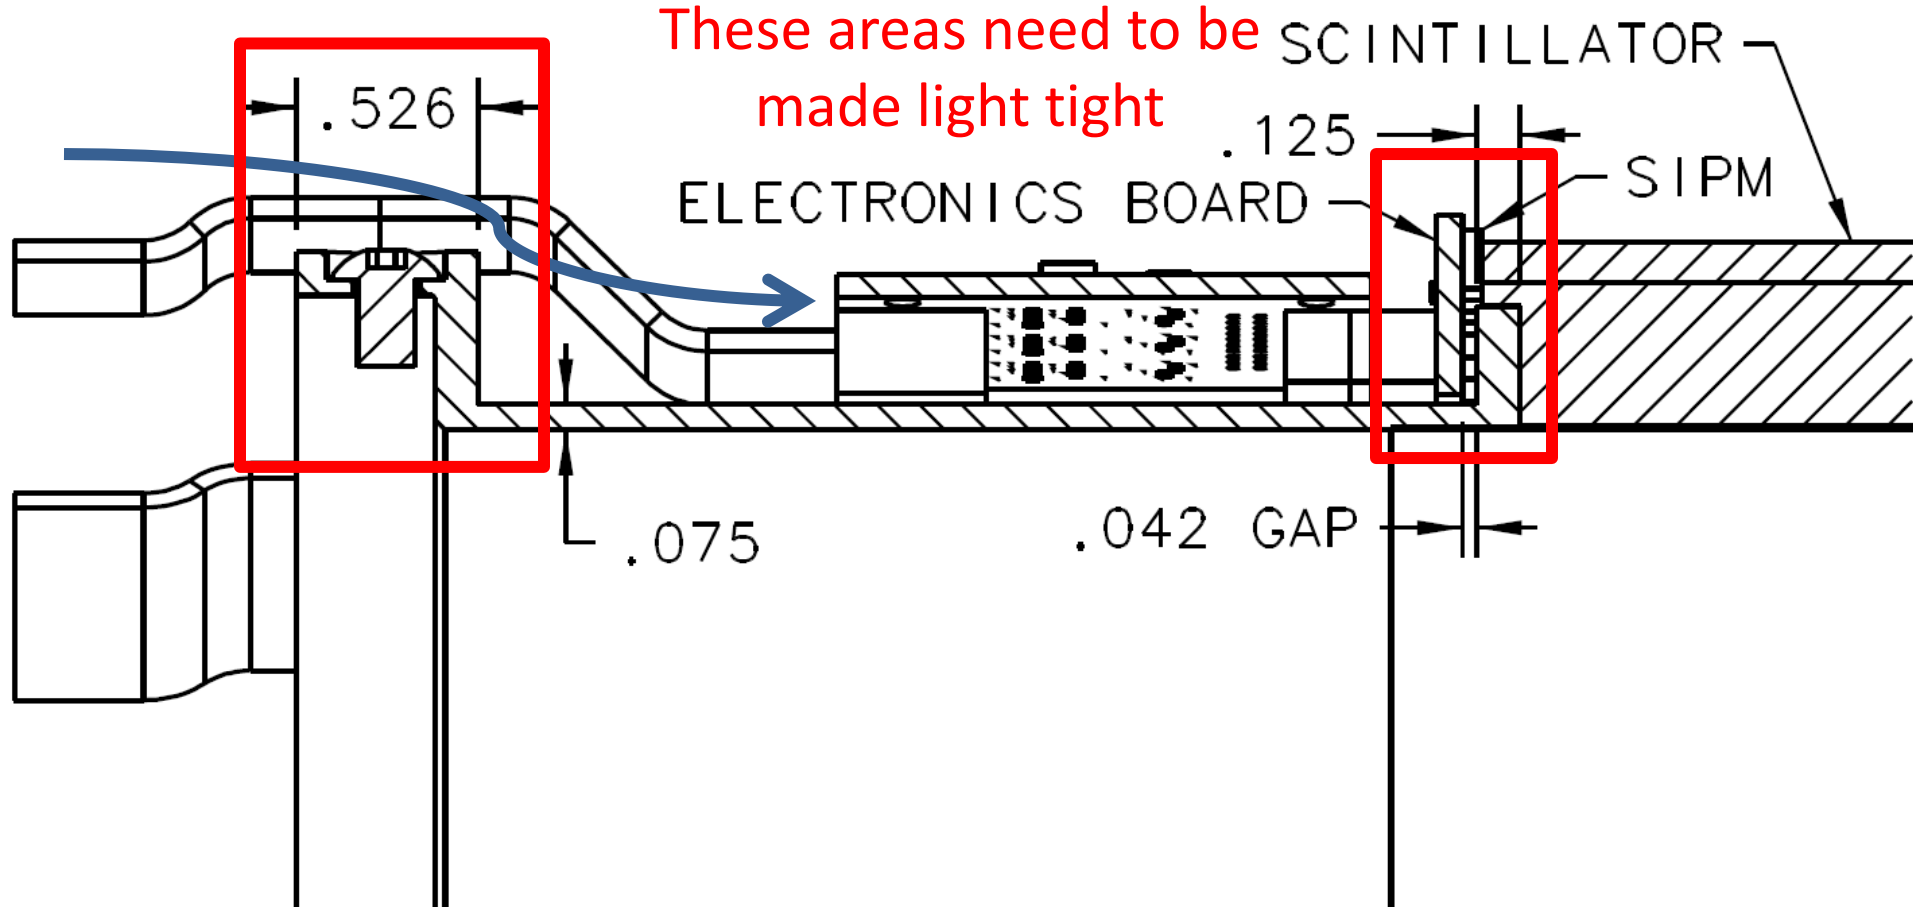 These areas need to be
made light tight
SCINTILLATOR
.526
.125
SIPM
ELECTRONICS BOARD
.075
.042 GAP